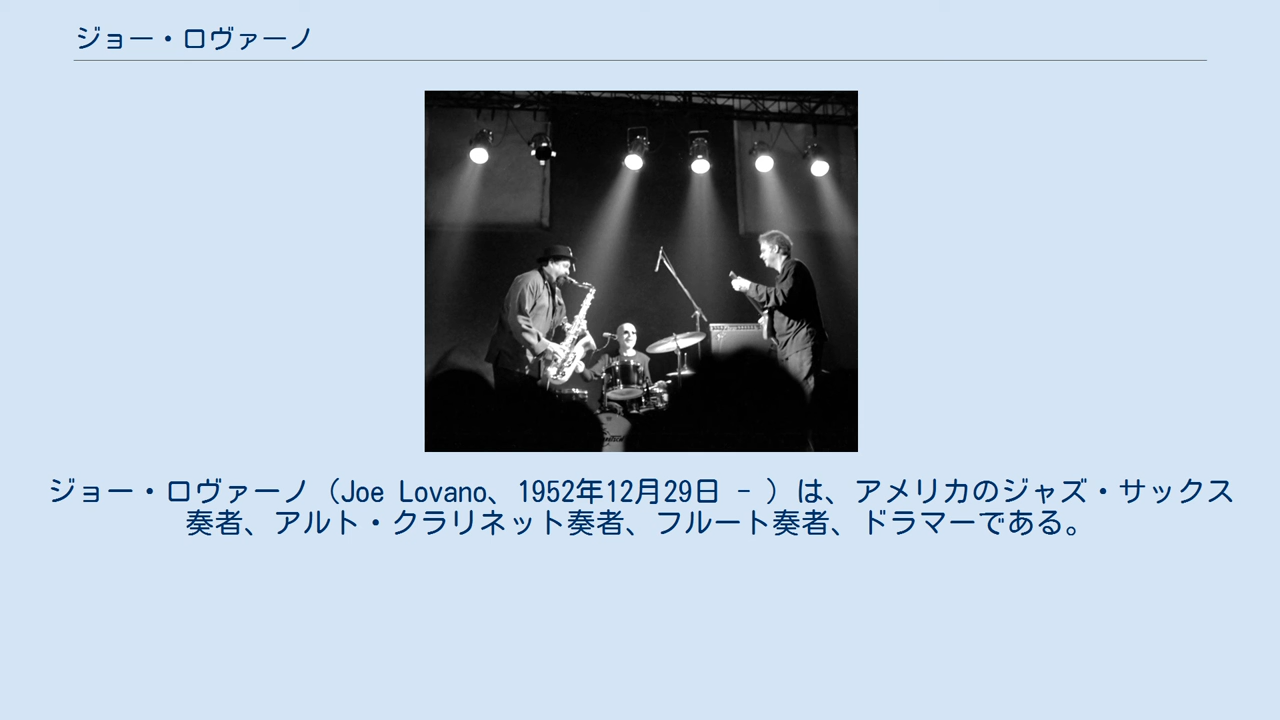 ジョー・ロヴァーノ
ジョー・ロヴァーノ（Joe Lovano、1952年12月29日 - ）は、アメリカのジャズ・サックス
奏者、アルト・クラリネット奏者、フルート奏者、ドラマーである。